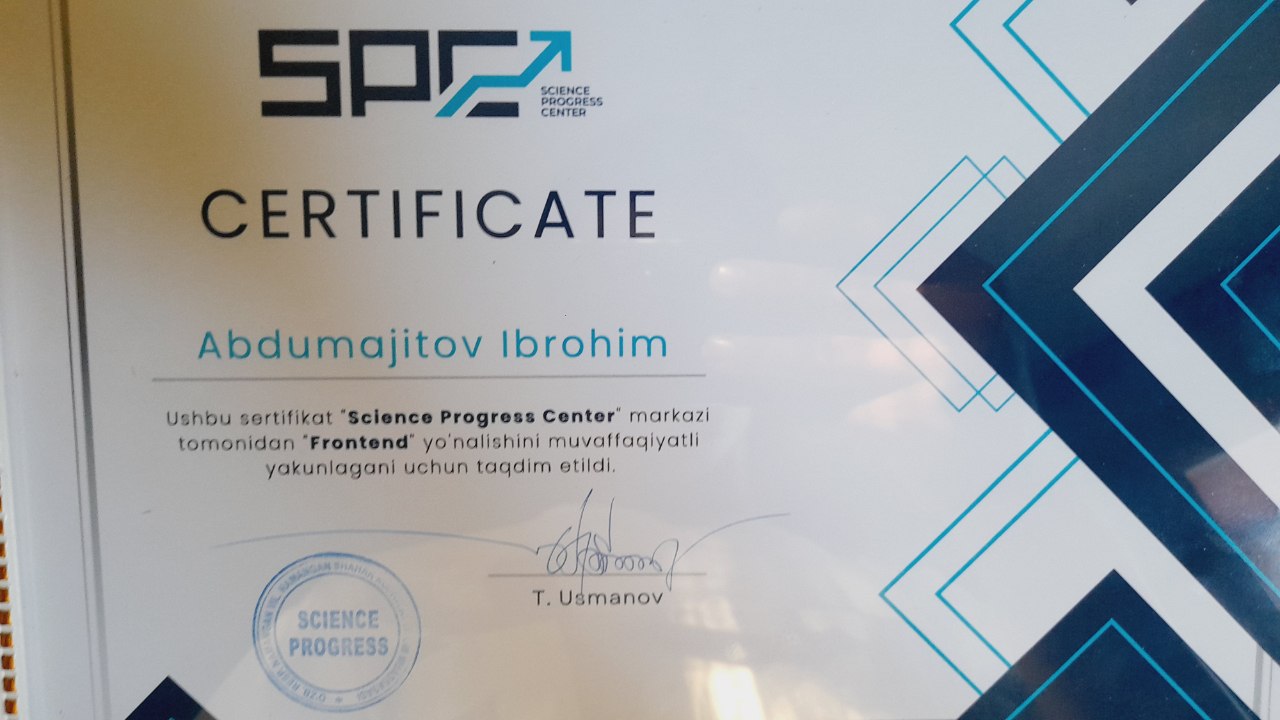 SPC
SCIENCE
PROGRESS
CENTER
CERTIFICATE
Abdumajitov Ibrohim
Ushbu sertifikat "Science Progress Center" markazi
tomonidan "Frontend" yo'nalishini muvaffaqiyatli
yakunlagani uchun taqdim etildi.
T. Usmanov
SCIENCE
PROGRESS